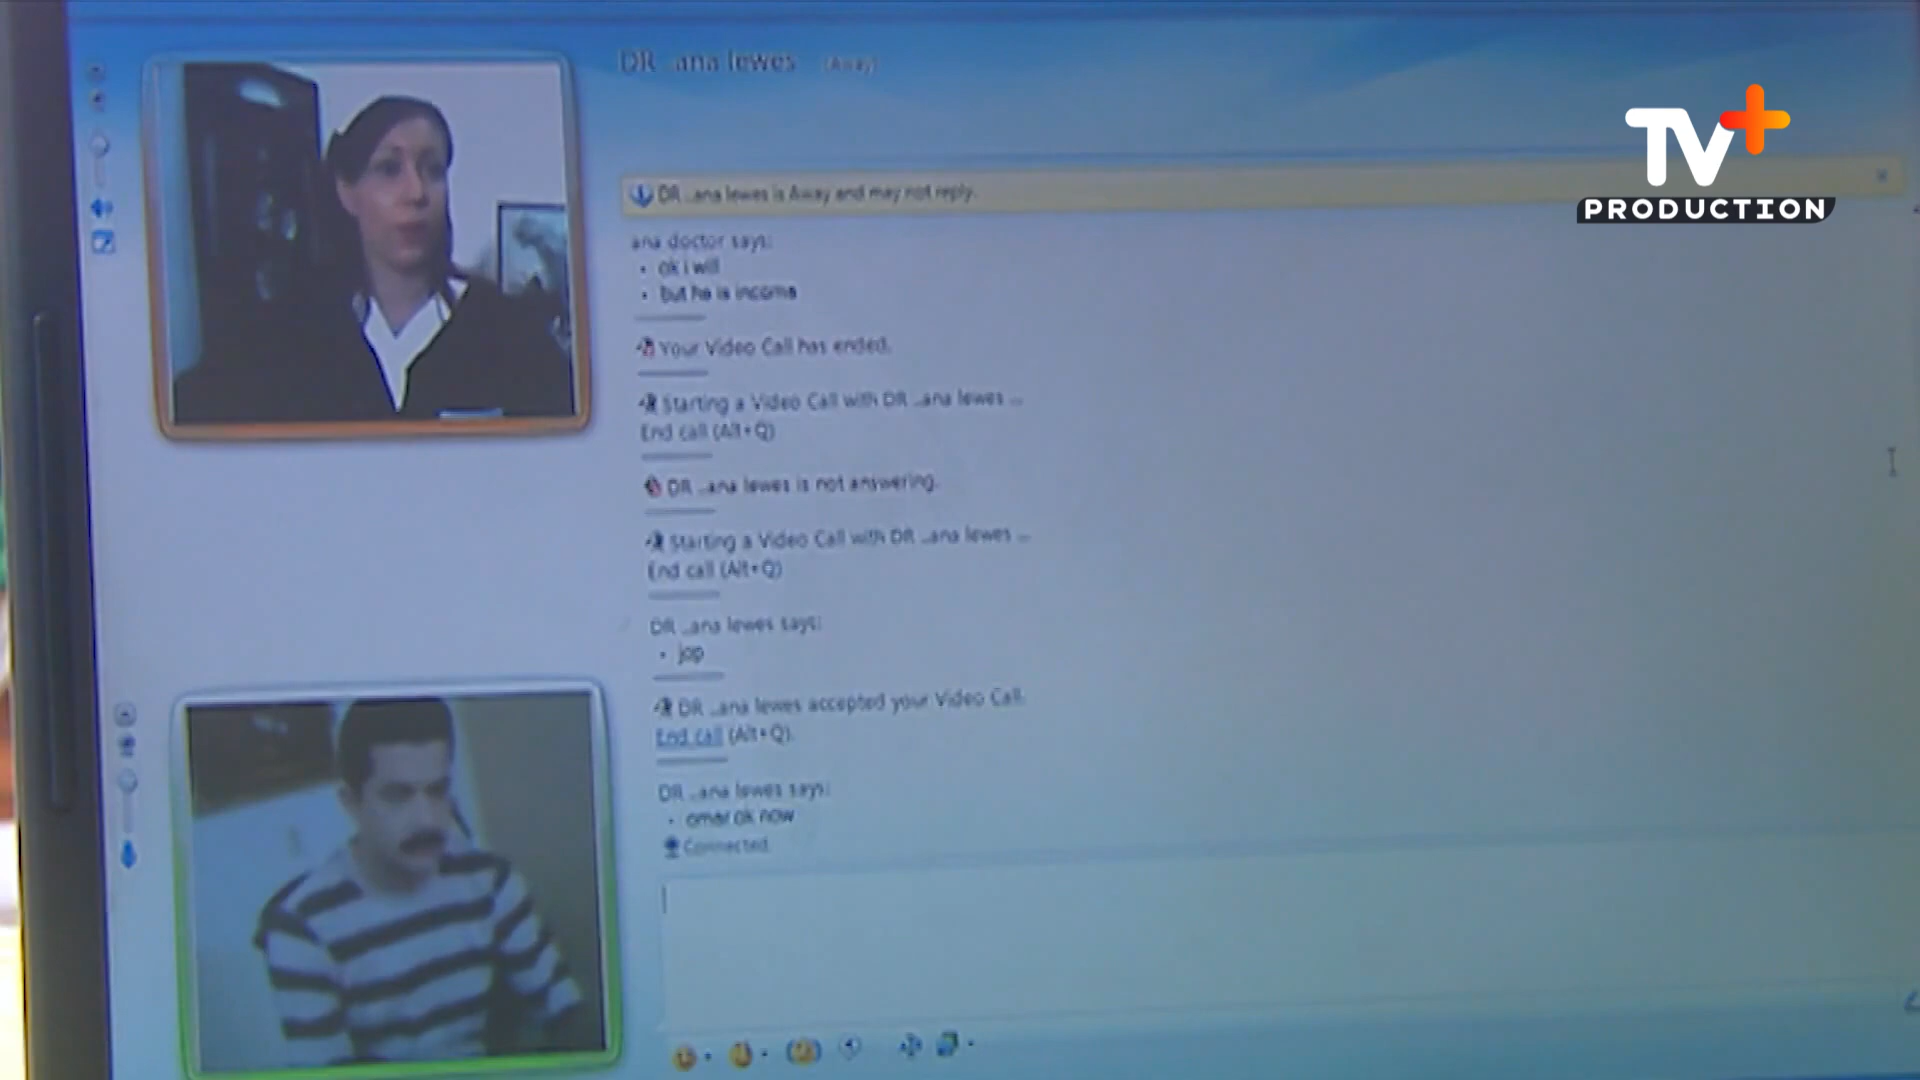 DR ..ana lewes (Away)
TV+
PRODUCTION
DR ..ana lewes is Away and may not reply.
ana doctor says:
• ok i will
• but he is incoma
Your Video Call has ended.
Starting a Video Call with DR ..ana lewes ...
End call (Alt+Q)
DR ..ana lewes is not answering.
Starting a Video Call with DR ..ana lewes ...
End call (Alt+Q)
DR ..ana lewes says:
• jop
DR ..ana lewes accepted your Video Call.
End call (Alt+Q).
DR ..ana lewes says:
• omar ok now
Connected.